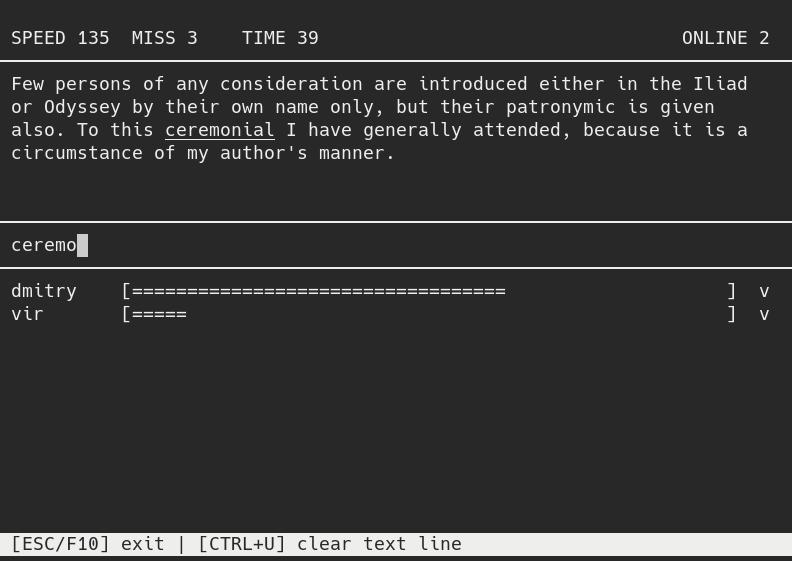 SPEED 135  MISS 3    TIME 39                                 ONLINE 2
Few persons of any consideration are introduced either in the Iliad
or Odyssey by their own name only, but their patronymic is given
also. To this ceremonial I have generally attended, because it is a
circumstance of my author's manner.
ceremo
dmitry    [==================================                    ]  v
vir       [=====                                                 ]  v
[ESC/F10] exit | [CTRL+U] clear text line